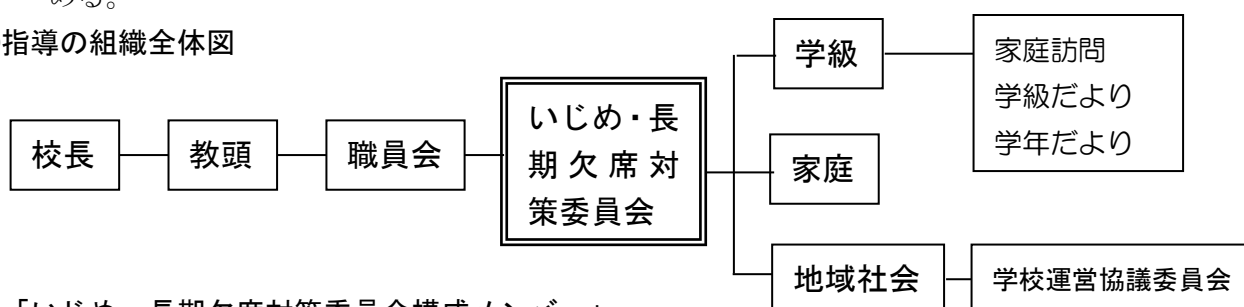 める。
指導の組織全体図
校長
教頭
職員会
いじめ・長
期欠席対
策委員会
学級
家庭訪問
学級だより
学年だより
家庭
地域社会
学校運営協議委員会
「いじめ・長期欠席対策委員会構成メンバー」